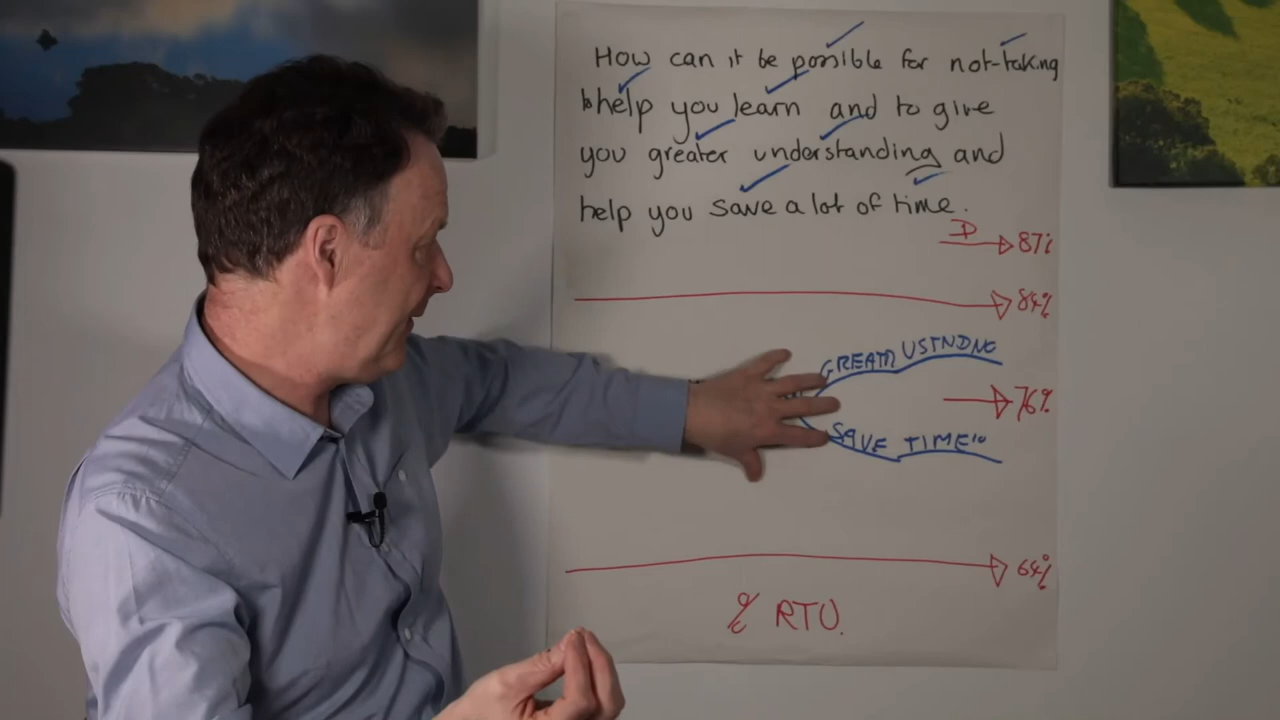 How can it be possible for not-taking
to help you learn and to give
you greater understanding and
help you save a lot of time.
D 87%
84%
GREATR USTNDNG
76%
SAVE TIME
64%
% RTU.